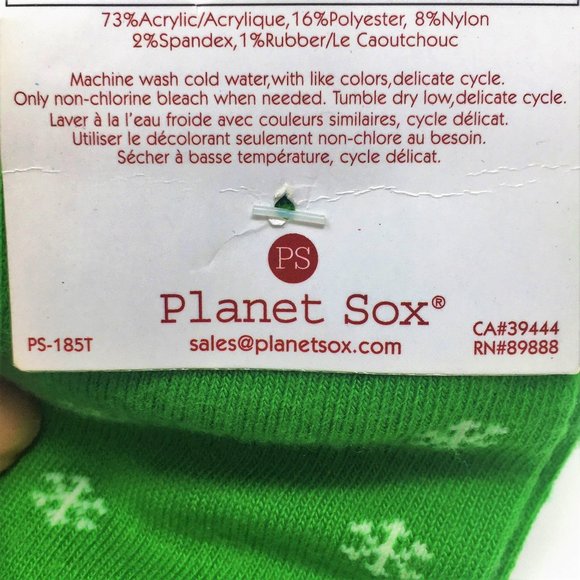 73%Acrylic/Acrylique,16%Polyester, 8%Nylon
2%Spandex,1%Rubber/Le Caoutchouc
Machine wash cold water,with like colors,delicate cycle.
Only non-chlorine bleach when needed. Tumble dry low,delicate cycle.
Laver à la l'eau froide avec couleurs similaires, cycle délicat.
Utiliser le décolorant seulement non-chlore au besoin.
Sécher à basse température, cycle délicat.
PS
Planet Sox®
PS-185T
sales@planetsox.com
CA#39444
RN#89888